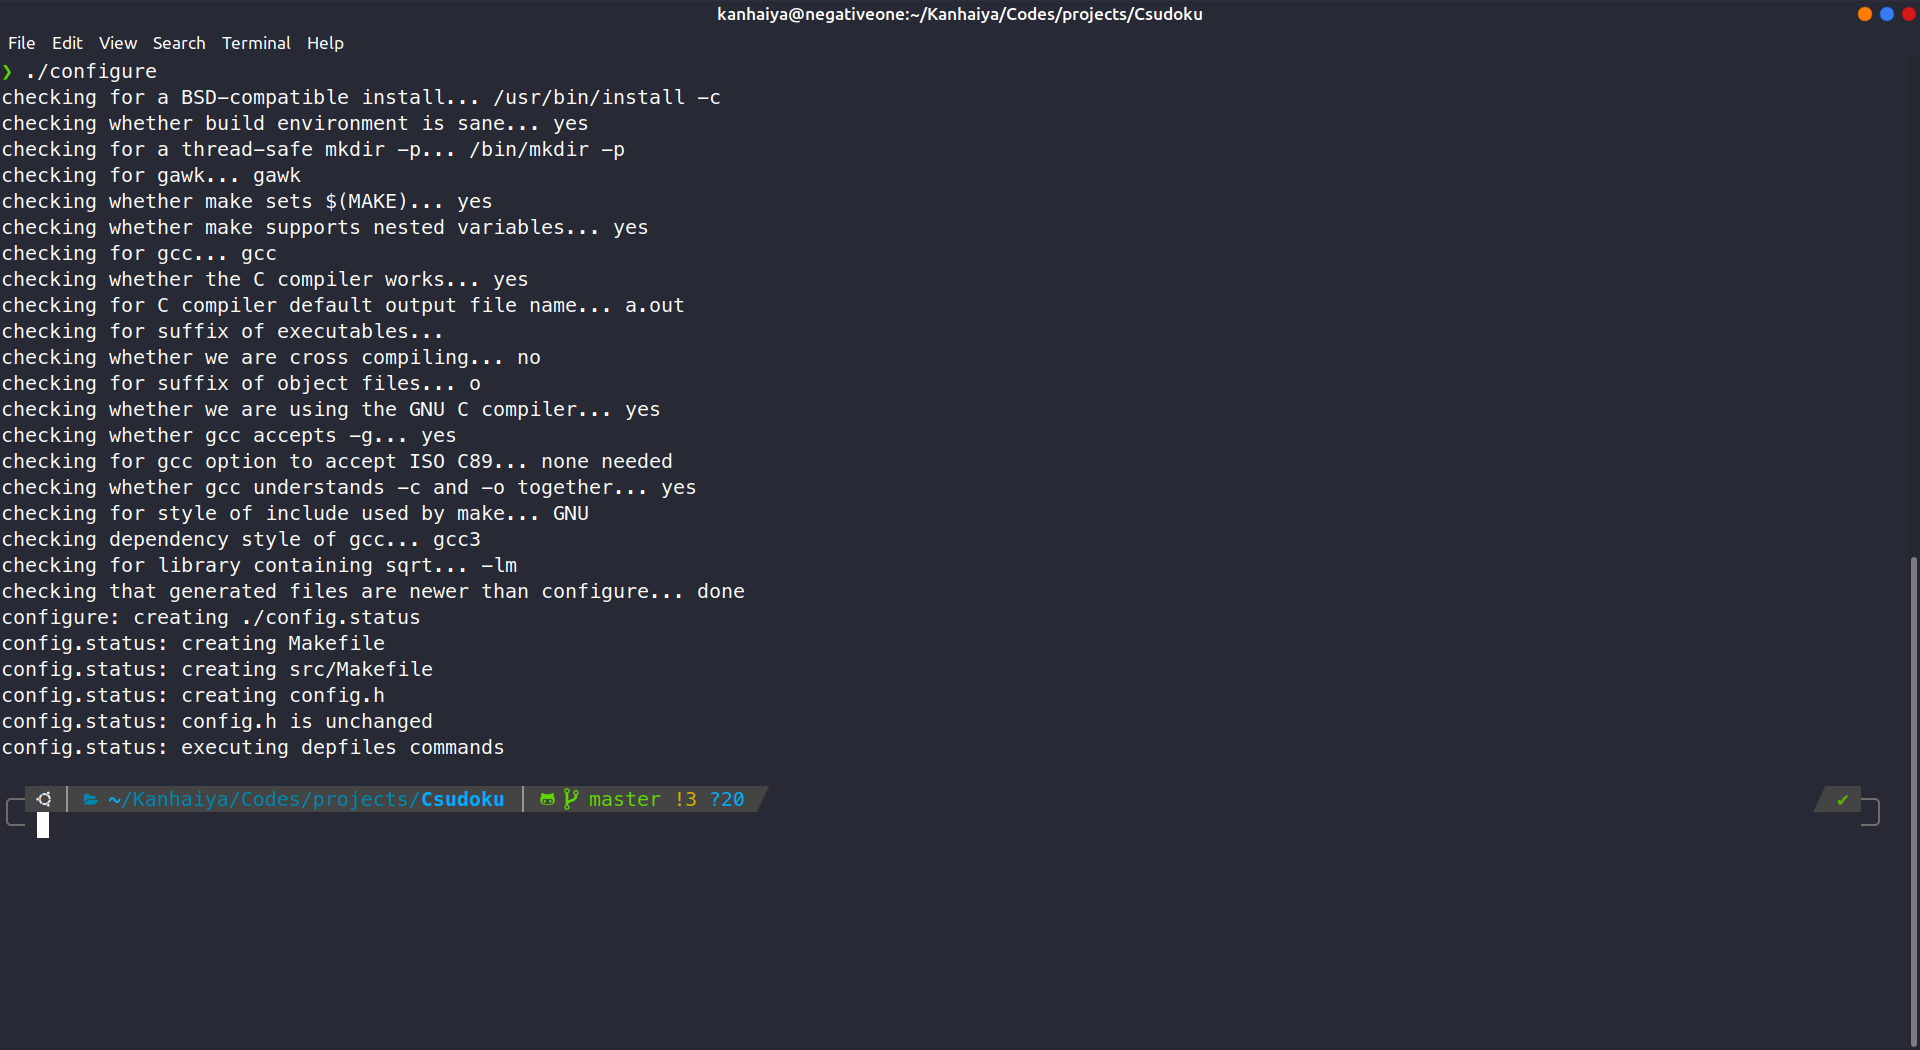 kanhaiya@negativeone:~/Kanhaiya/Codes/projects/Csudoku
File Edit View Search Terminal Help
❯ ./configure
checking for a BSD-compatible install... /usr/bin/install -c
checking whether build environment is sane... yes
checking for a thread-safe mkdir -p... /bin/mkdir -p
checking for gawk... gawk
checking whether make sets $(MAKE)... yes
checking whether make supports nested variables... yes
checking for gcc... gcc
checking whether the C compiler works... yes
checking for C compiler default output file name... a.out
checking for suffix of executables...
checking whether we are cross compiling... no
checking for suffix of object files... o
checking whether we are using the GNU C compiler... yes
checking whether gcc accepts -g... yes
checking for gcc option to accept ISO C89... none needed
checking whether gcc understands -c and -o together... yes
checking for style of include used by make... GNU
checking dependency style of gcc... gcc3
checking for library containing sqrt... -lm
checking that generated files are newer than configure... done
configure: creating ./config.status
config.status: creating Makefile
config.status: creating src/Makefile
config.status: creating config.h
config.status: config.h is unchanged
config.status: executing depfiles commands
~/Kanhaiya/Codes/projects/Csudoku master !3 ?20 ✔